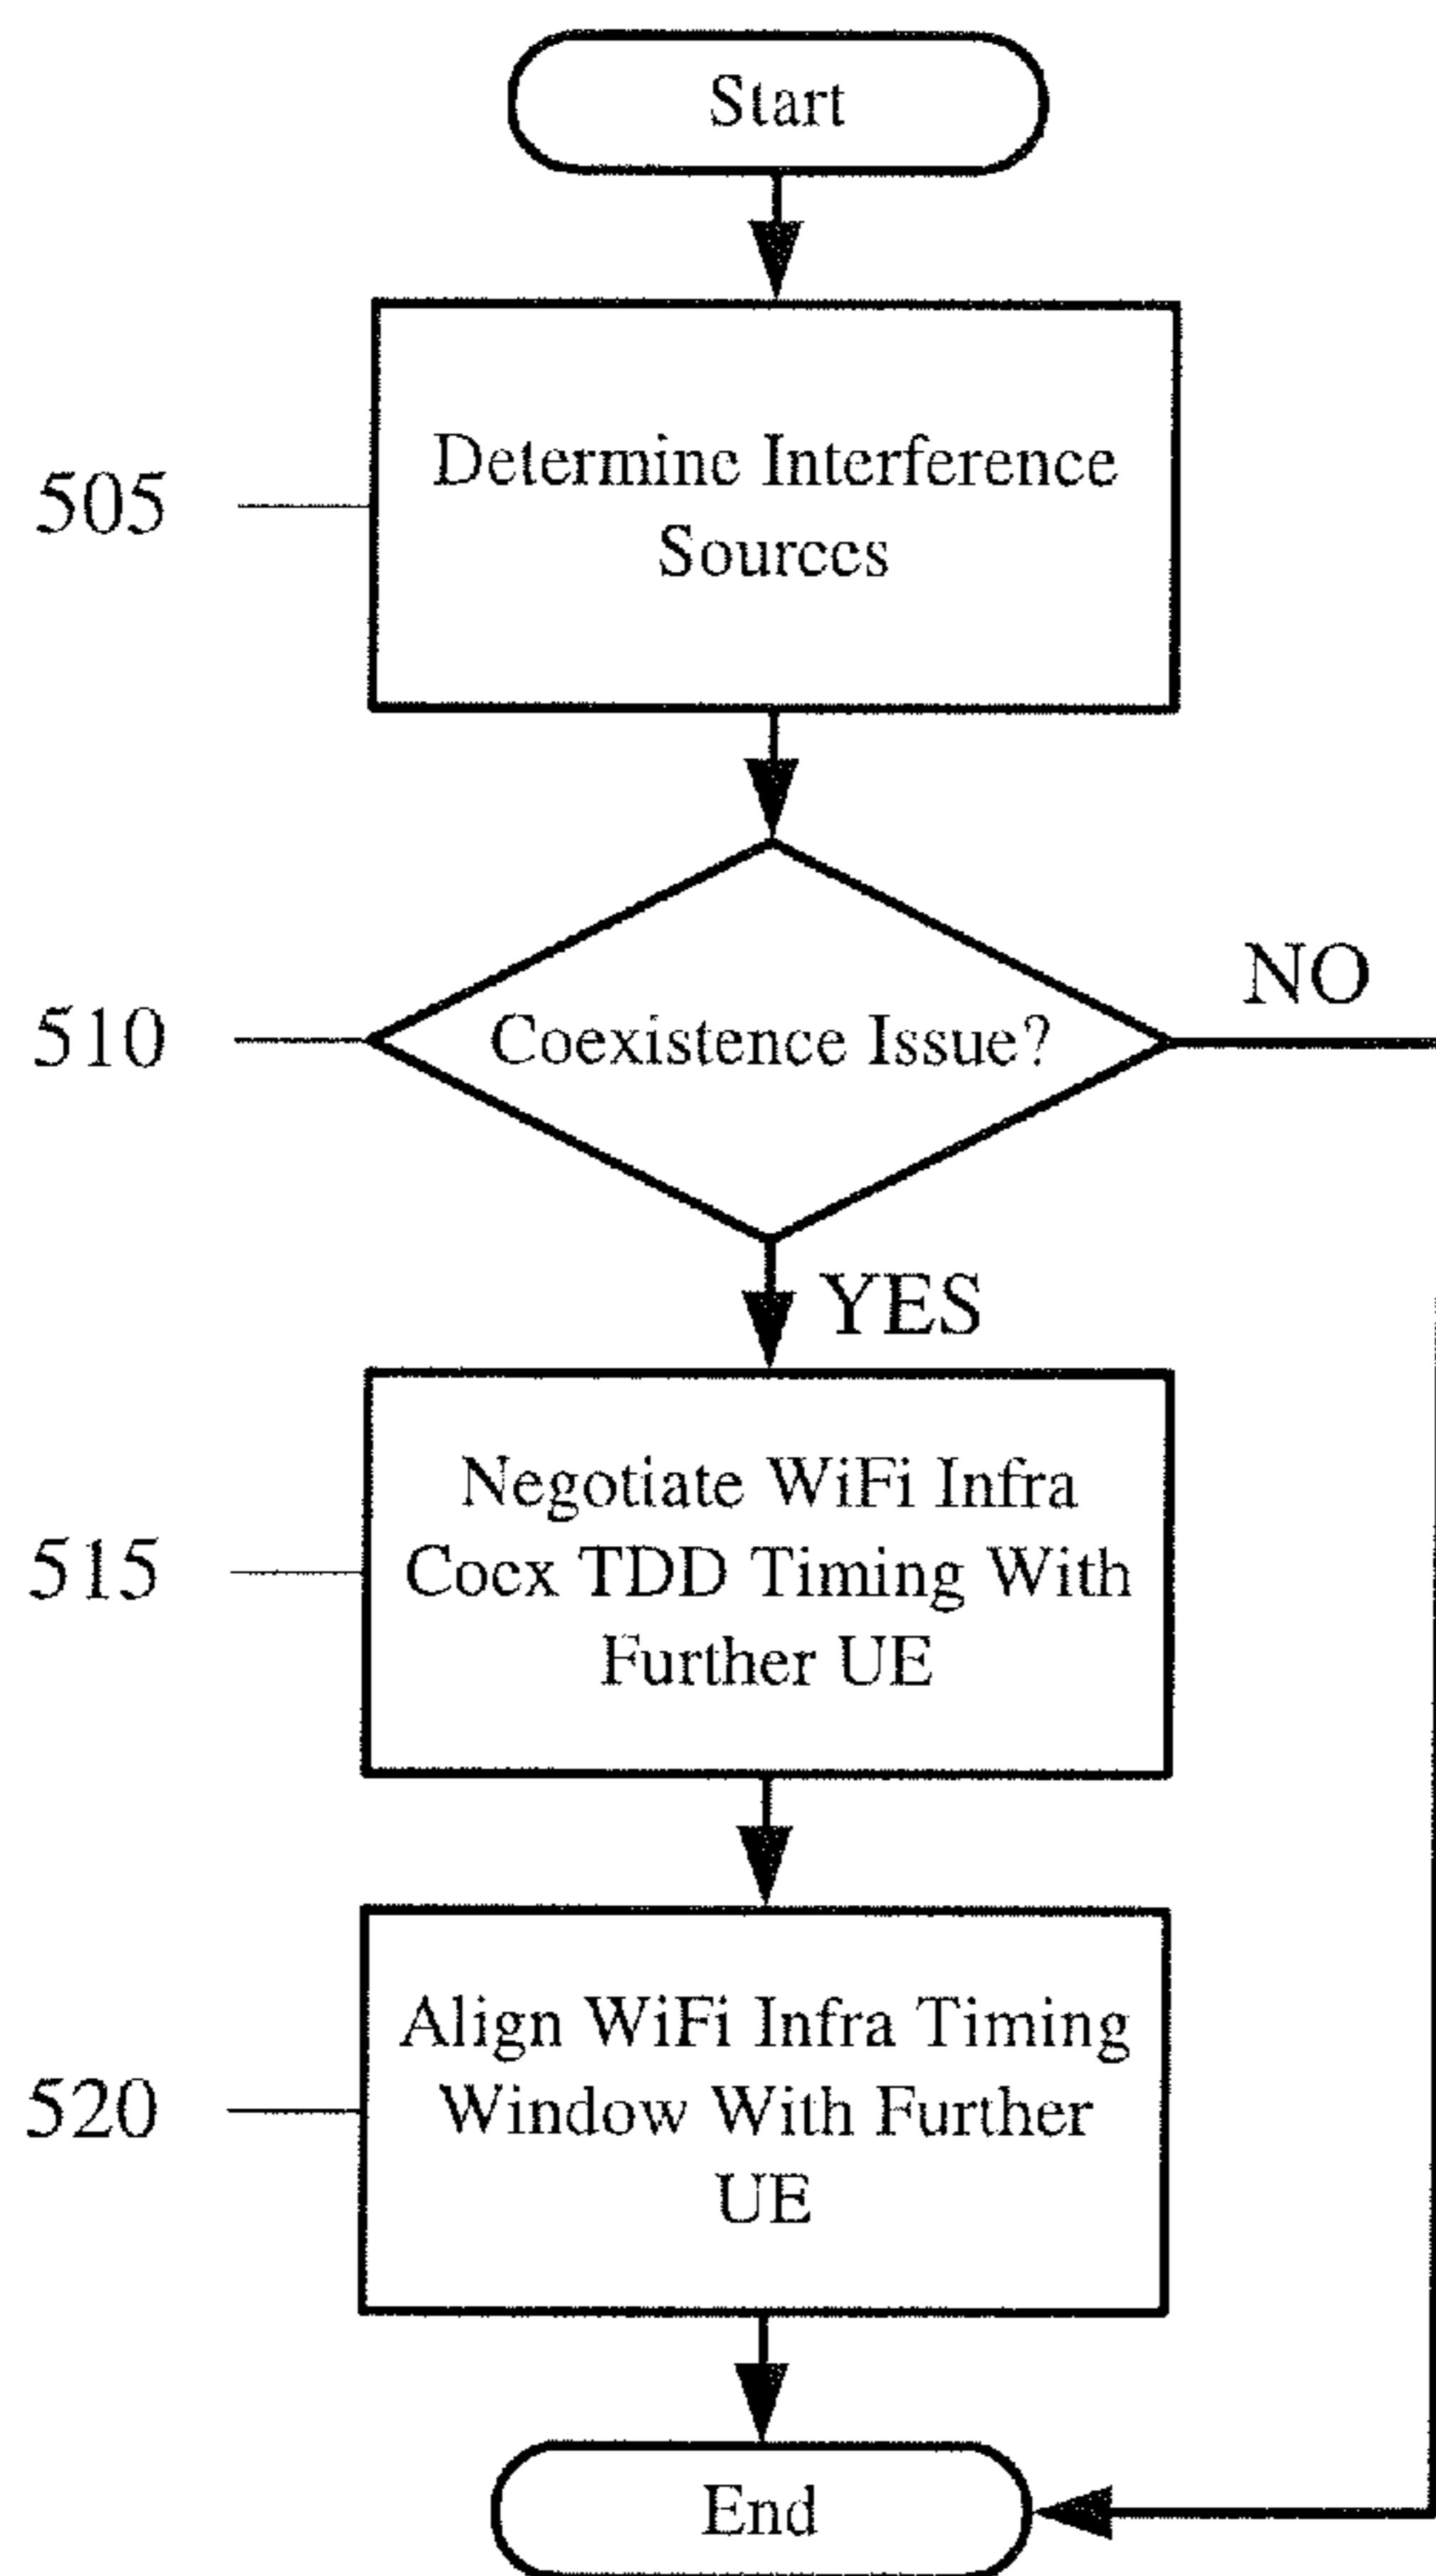 Start
505
Determine Interference
Sources
510
Coexistence Issue?
NO
YES
515
Negotiate WiFi Infra
Coex TDD Timing With
Further UE
520
Align WiFi Infra Timing
Window With Further
UE
End